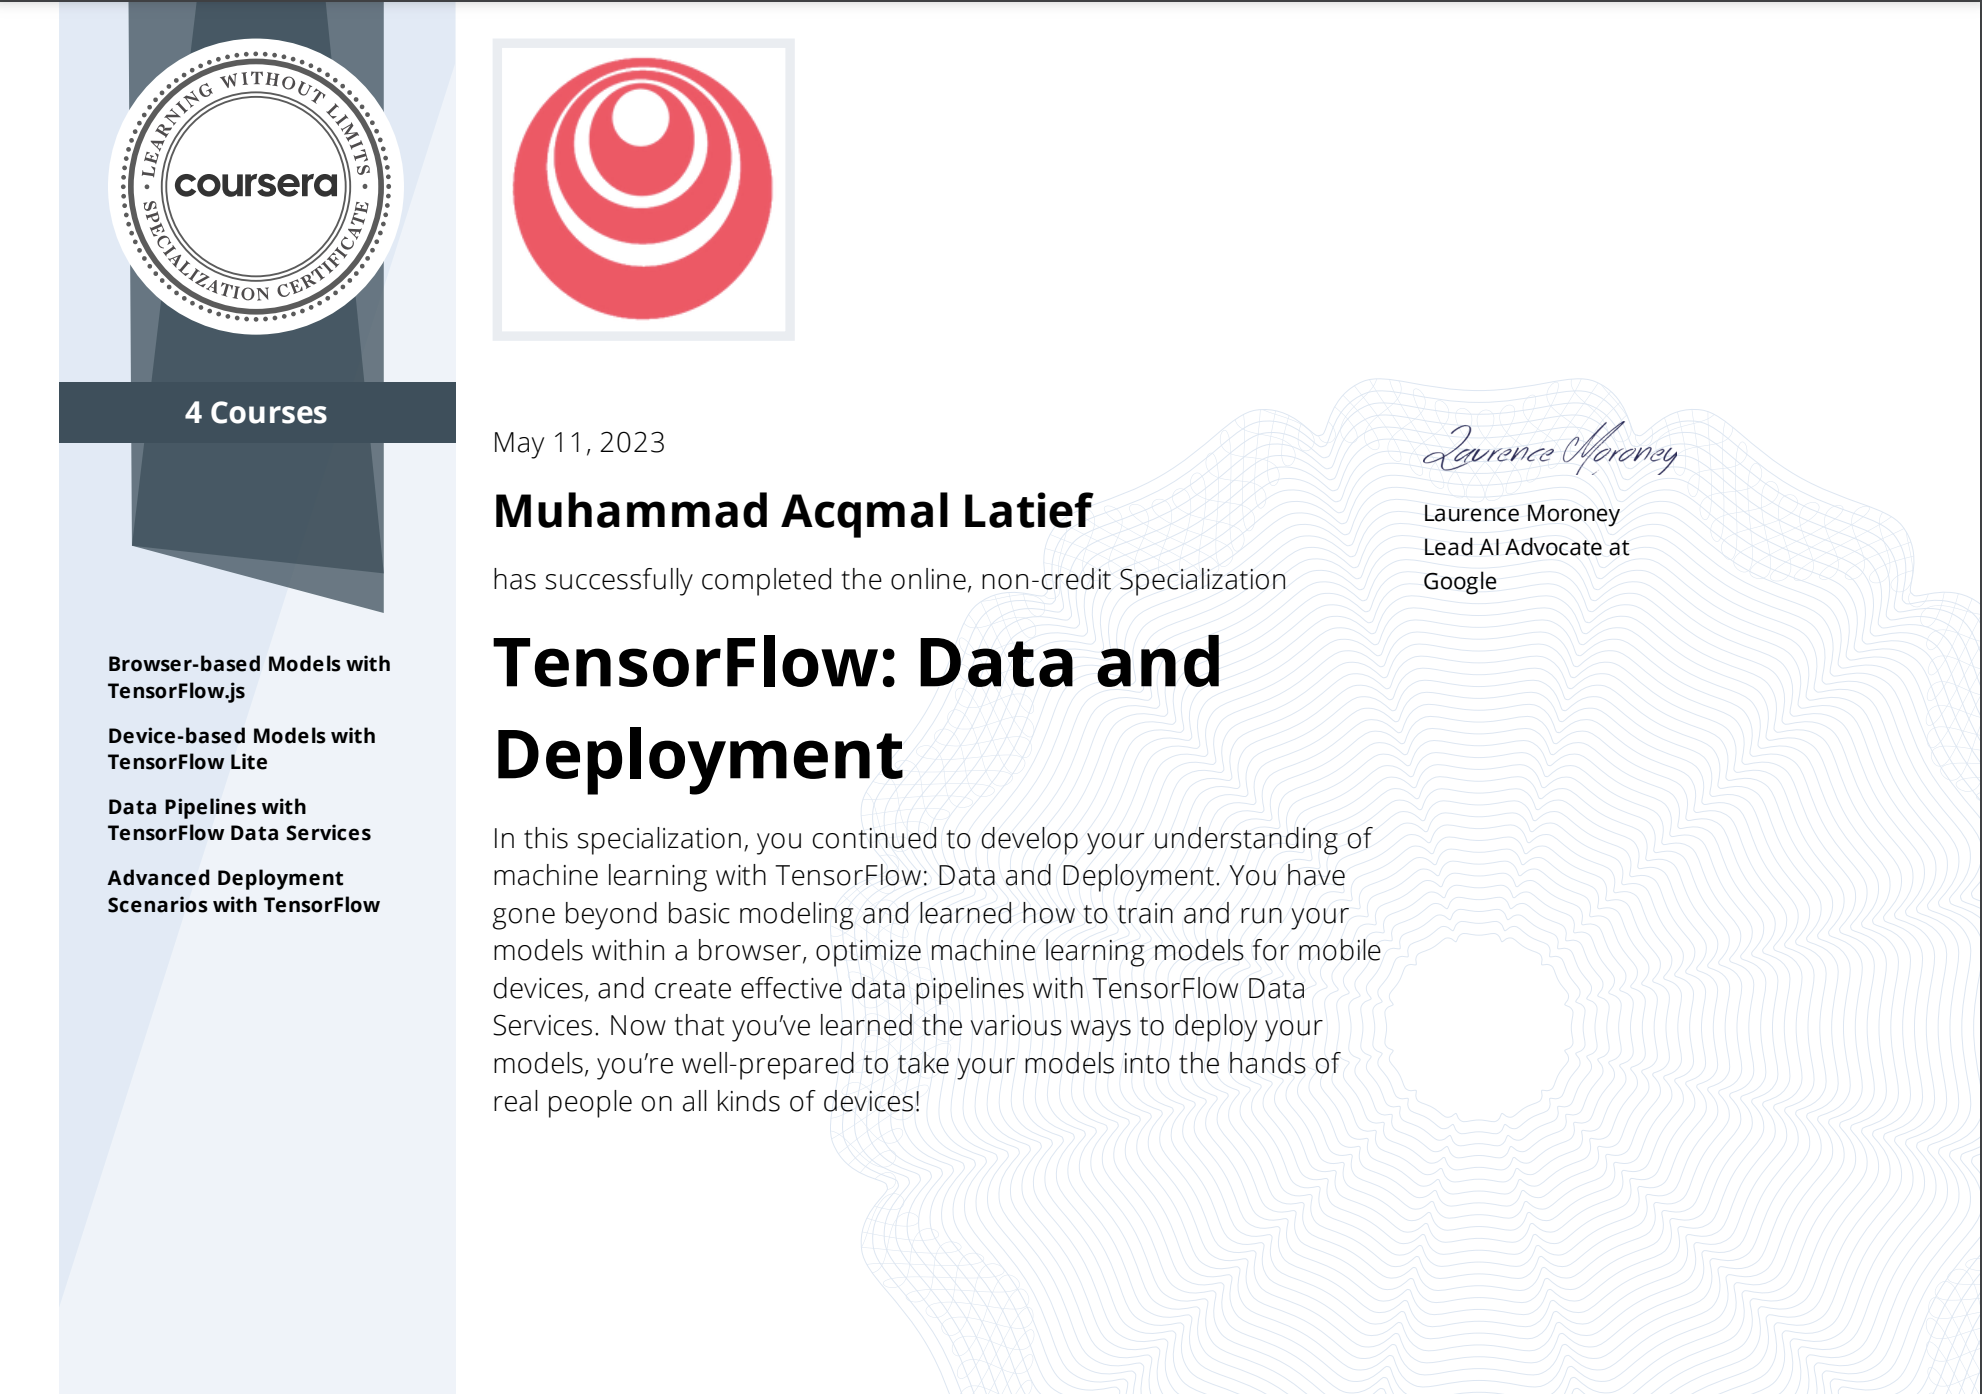 LEARNING WITHOUT LIMITS
coursera
SPECIALIZATION CERTIFICATE
4 Courses
Browser-based Models with
TensorFlow.js
Device-based Models with
TensorFlow Lite
Data Pipelines with
TensorFlow Data Services
Advanced Deployment
Scenarios with TensorFlow
May 11, 2023
Muhammad Acqmal Latief
has successfully completed the online, non-credit Specialization
TensorFlow: Data and
Deployment
In this specialization, you continued to develop your understanding of
machine learning with TensorFlow: Data and Deployment. You have
gone beyond basic modeling and learned how to train and run your
models within a browser, optimize machine learning models for mobile
devices, and create effective data pipelines with TensorFlow Data
Services. Now that you’ve learned the various ways to deploy your
models, you’re well-prepared to take your models into the hands of
real people on all kinds of devices!
Laurence Moroney
Laurence Moroney
Lead AI Advocate at
Google